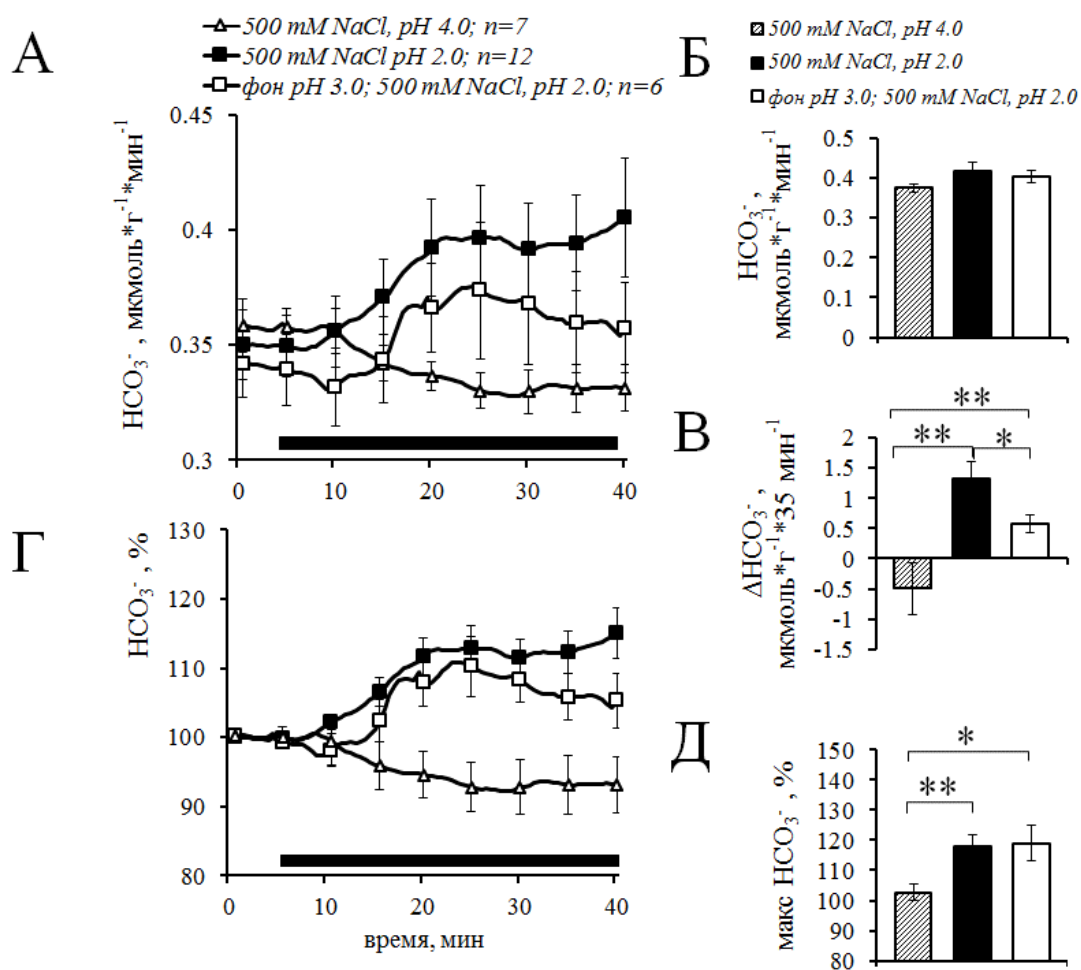 А
500 mM NaCl, pH 4.0; n=7
500 mM NaCl pH 2.0; n=12
фон pH 3.0; 500 mM NaCl, pH 2.0; n=6
HCO₃⁻ , мкмоль*г⁻¹*мин⁻¹
0.45
0.4
0.35
0.3
0 10 20 30 40
Б
500 mM NaCl, pH 4.0
500 mM NaCl, pH 2.0
фон pH 3.0; 500 mM NaCl, pH 2.0
HCO₃⁻ ,
мкмоль*г⁻¹*мин⁻¹
0.5
0.4
0.3
0.2
0.1
0
В
**
** *
ΔHCO₃⁻ ,
мкмоль*г⁻¹*35 мин⁻¹
2
1.5
1
0.5
0
-0.5
-1
-1.5
Г
HCO₃⁻ , %
130
120
110
100
90
80
0 10 20 30 40
время, мин
Д
*
**
макс HCO₃⁻ , %
150
140
130
120
110
100
90
80